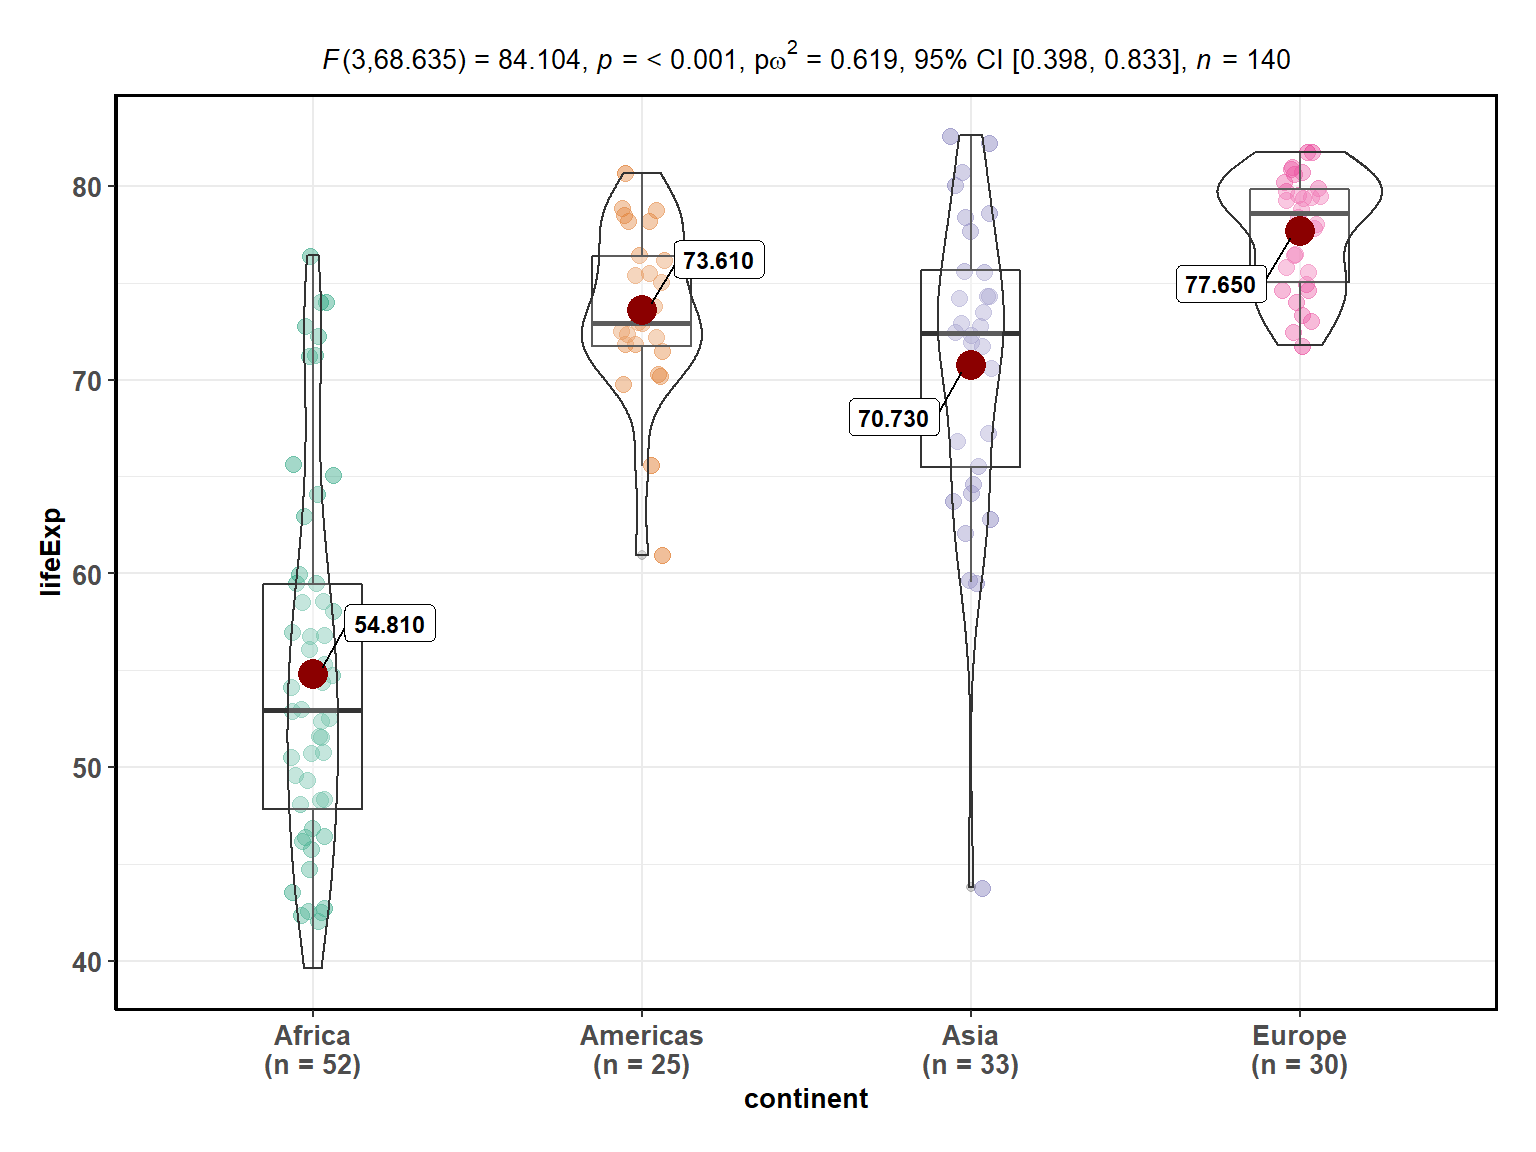 F(3,68.635) = 84.104, p = < 0.001, pω² = 0.619, 95% CI [0.398, 0.833], n = 140
lifeExp
80
70
60
50
40
73.610
77.650
70.730
54.810
Africa
(n = 52)
Americas
(n = 25)
Asia
(n = 33)
Europe
(n = 30)
continent